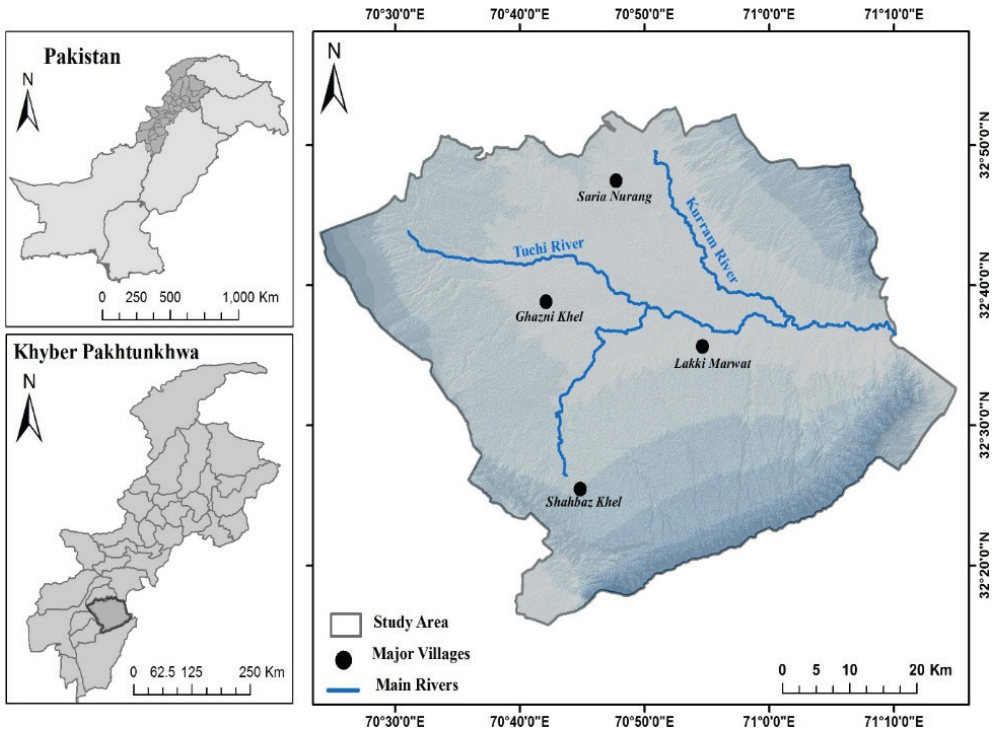 Pakistan
N
0 250 500 1,000 Km
Khyber Pakhtunkhwa
N
0 62.5 125 250 Km
70°30'0"E 70°40'0"E 70°50'0"E 71°0'0"E 71°10'0"E
N
32°50'0"N
32°40'0"N
32°30'0"N
32°20'0"N
Saria Nurang
Kurram River
Tuchi River
Ghazni Khel
Lakki Marwat
Shahbaz Khel
Study Area
Major Villages
Main Rivers
0 5 10 20 Km
70°30'0"E 70°40'0"E 70°50'0"E 71°0'0"E 71°10'0"E